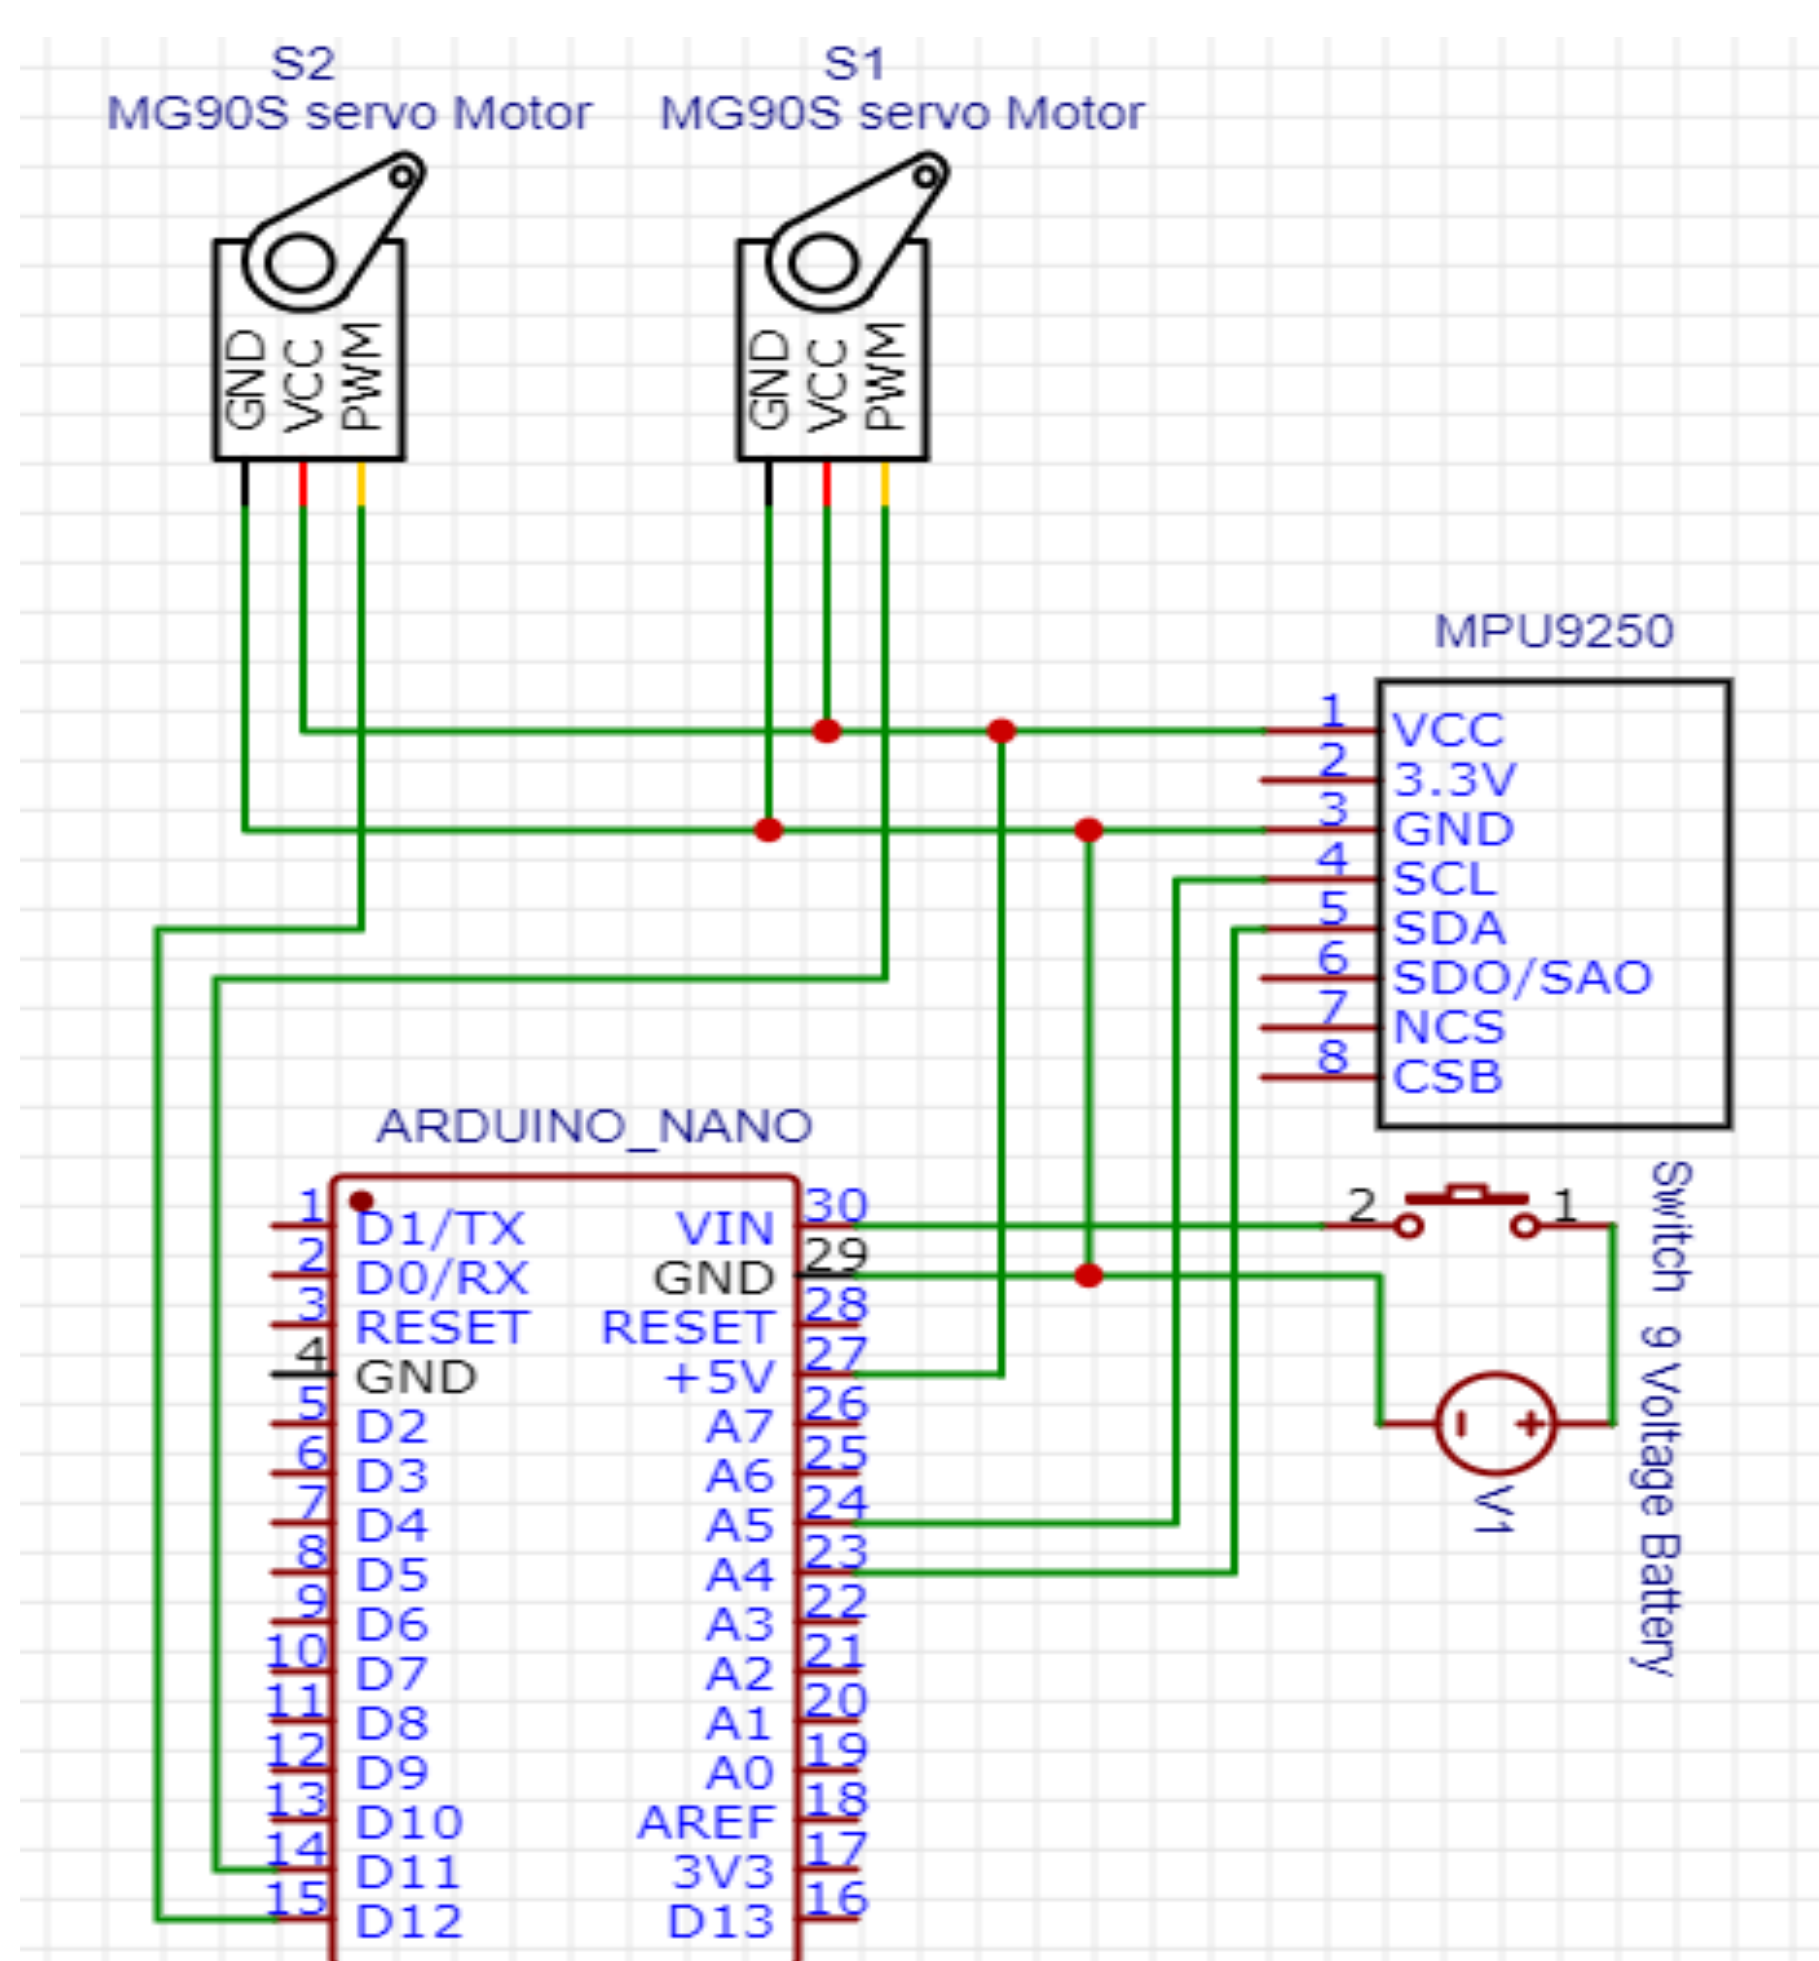 S2
MG90S servo Motor
S1
MG90S servo Motor
GND
VCC
PWM
GND
VCC
PWM
MPU9250
1 VCC
2 3.3V
3 GND
4 SCL
5 SDA
6 SDO/SAO
7 NCS
8 CSB
ARDUINO_NANO
1 D1/TX VIN 30
2 D0/RX GND 29
3 RESET RESET 28
4 GND +5V 27
5 D2 A7 26
6 D3 A6 25
7 D4 A5 24
8 D5 A4 23
9 D6 A3 22
10 D7 A2 21
11 D8 A1 20
12 D9 A0 19
13 D10 AREF 18
14 D11 3V3 17
15 D12 D13 16
2 1
Switch
- +
V1
9 Voltage Battery